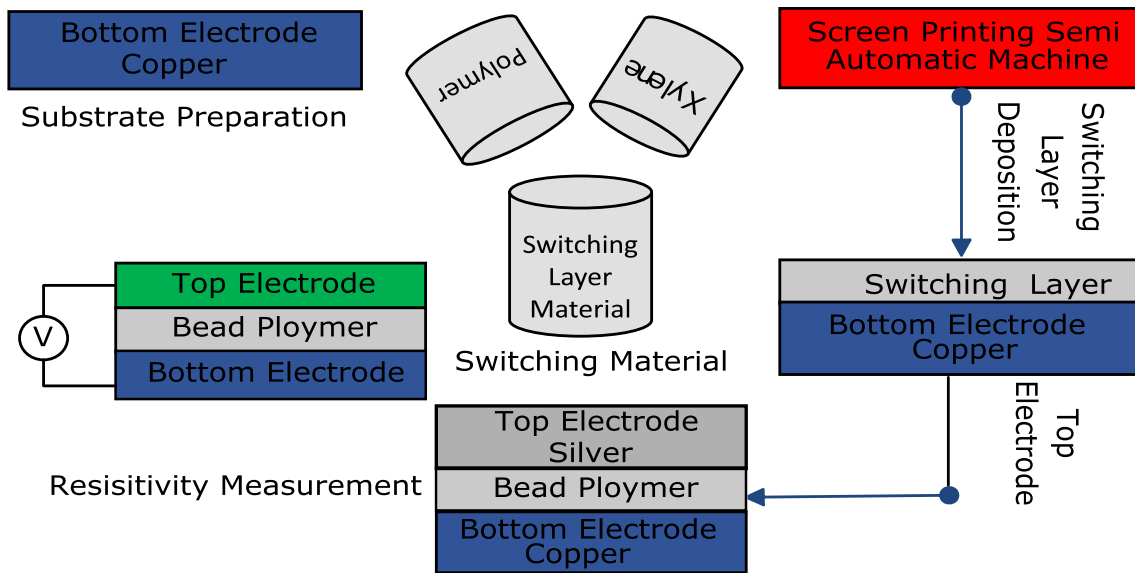 Bottom Electrode
Copper
Substrate Preparation
Polymer
Xylene
Switching
Layer
Material
Switching Material
Screen Printing Semi
Automatic Machine
Switching
Layer
Deposition
Switching Layer
Bottom Electrode
Copper
Top
Electrode
Top Electrode
Silver
Bead Ploymer
Bottom Electrode
Copper
Top Electrode
Bead Ploymer
Bottom Electrode
V
Resisitivity Measurement